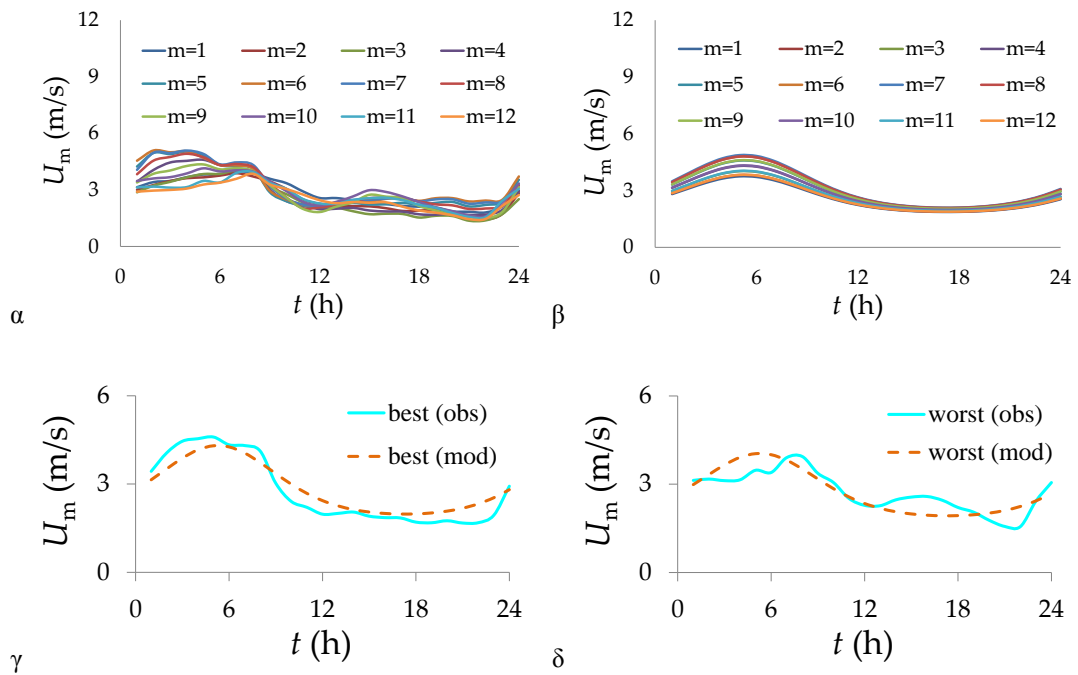 12
9
6
3
0
U_m (m/s)
m=1 m=2 m=3 m=4
m=5 m=6 m=7 m=8
m=9 m=10 m=11 m=12
0 6 12 18 24
t (h)
α
12
9
6
3
0
U_m (m/s)
m=1 m=2 m=3 m=4
m=5 m=6 m=7 m=8
m=9 m=10 m=11 m=12
0 6 12 18 24
t (h)
β
6
3
0
U_m (m/s)
best (obs)
best (mod)
0 6 12 18 24
t (h)
γ
6
3
0
U_m (m/s)
worst (obs)
worst (mod)
0 6 12 18 24
t (h)
δ